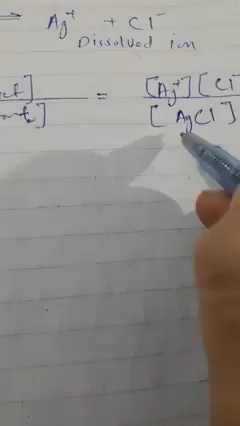 ⇌ Ag⁺ + Cl⁻
Dissolved ion
= [Ag⁺][Cl⁻
[AgCl]